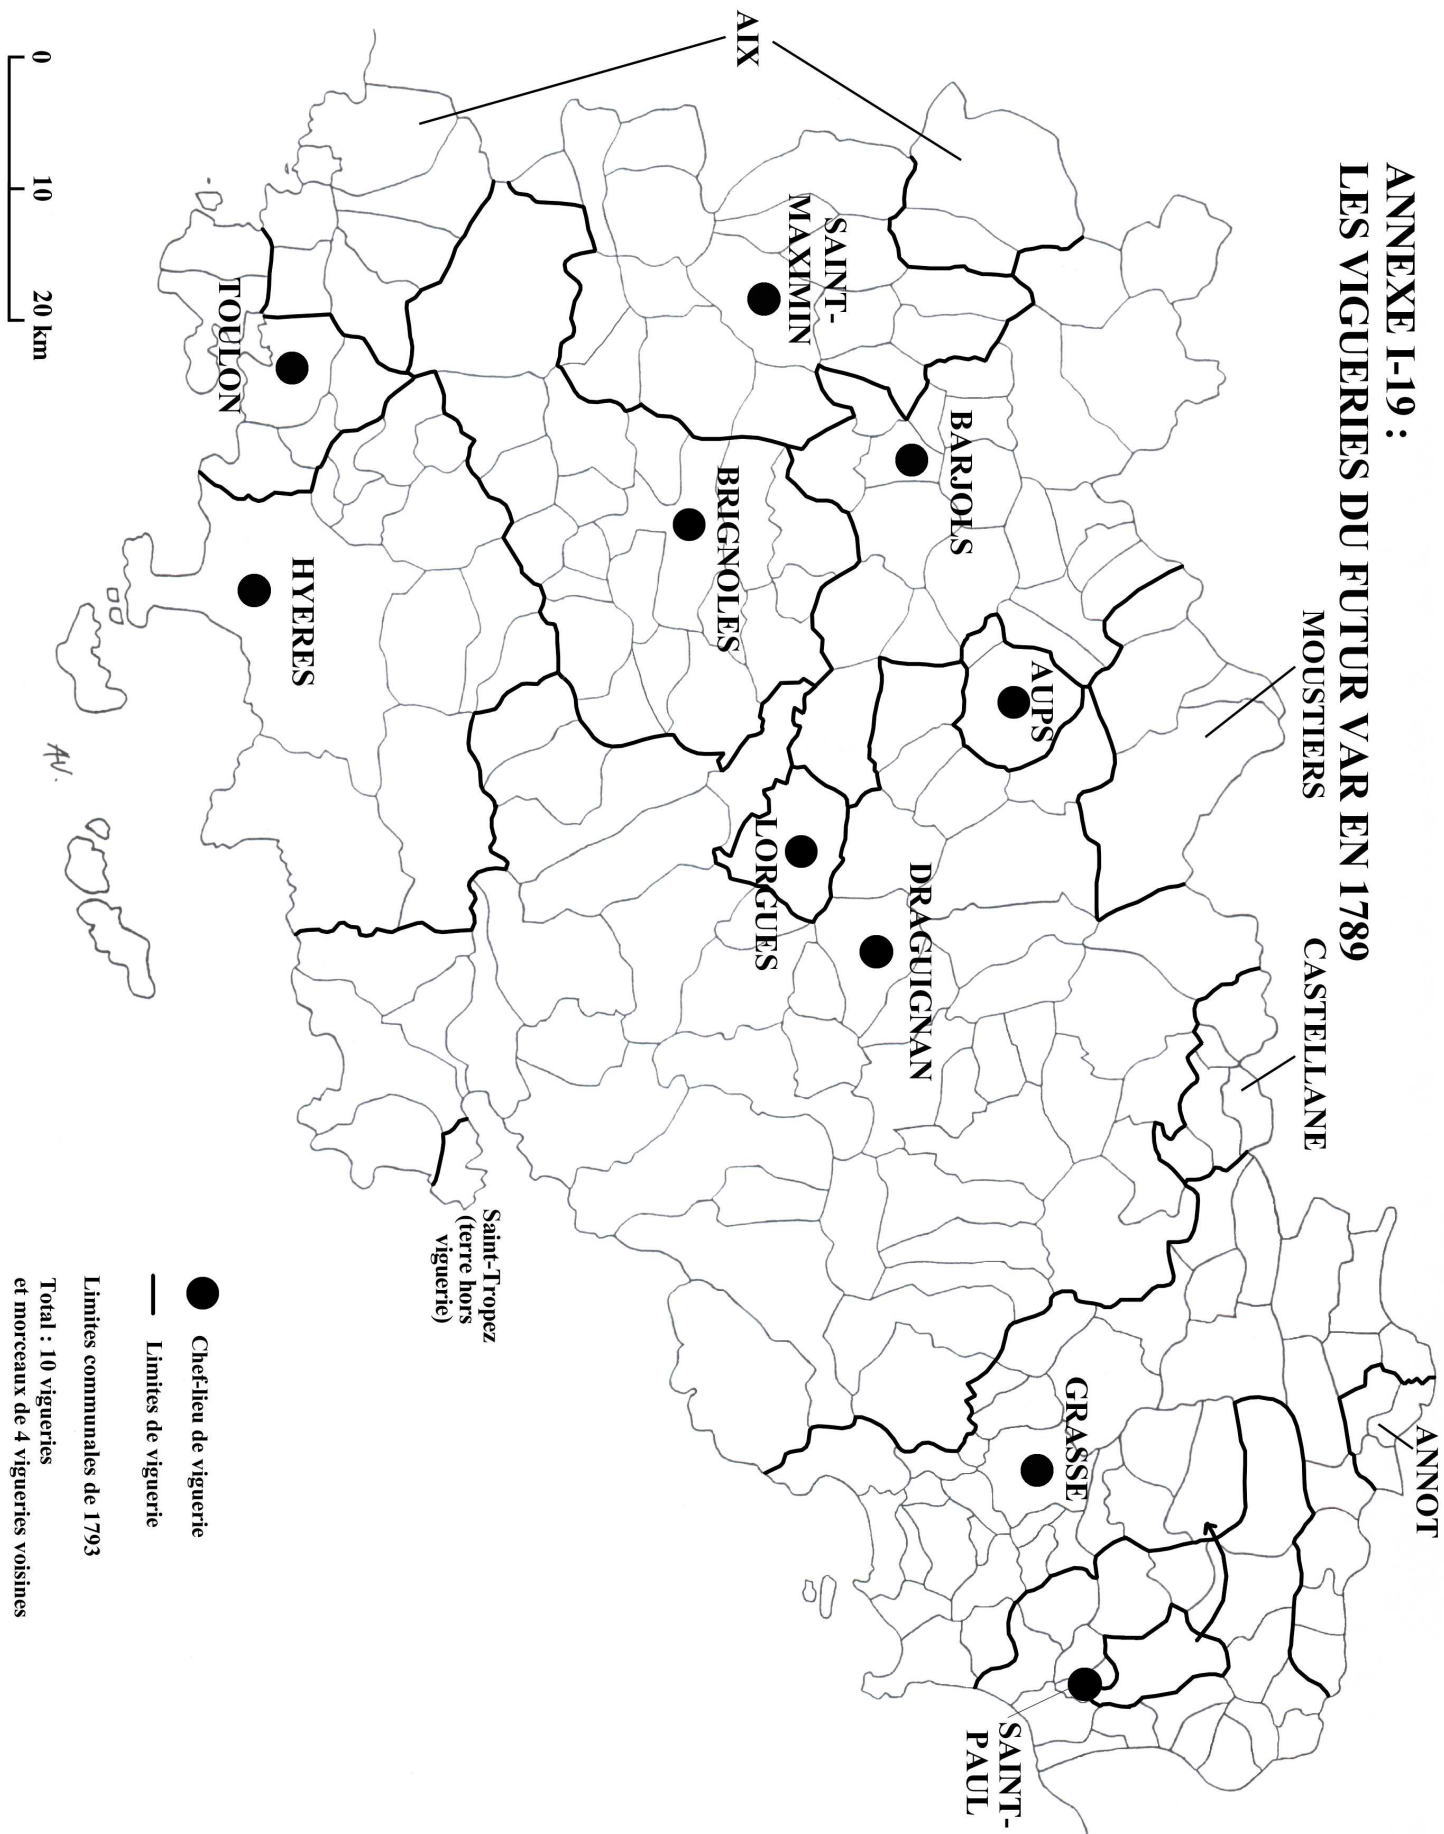 ANNEXE I-19 :
LES VIGUERIES DU FUTUR VAR EN 1789
MOUSTIERS
CASTELLANE
ANNOT
AIX
SAINT-
MAXIMIN
BARJOLS
AUPS
BRIGNOLES
LORGUES
DRAGUIGNAN
GRASSE
SAINT-
PAUL
TOULON
HYERES
Saint-Tropez
(terre hors
viguerie)
Chef-lieu de viguerie
Limites de viguerie
Limites communales de 1793
Total : 10 vigueries
et morceaux de 4 vigueries voisines
0 10 20 km
AV.